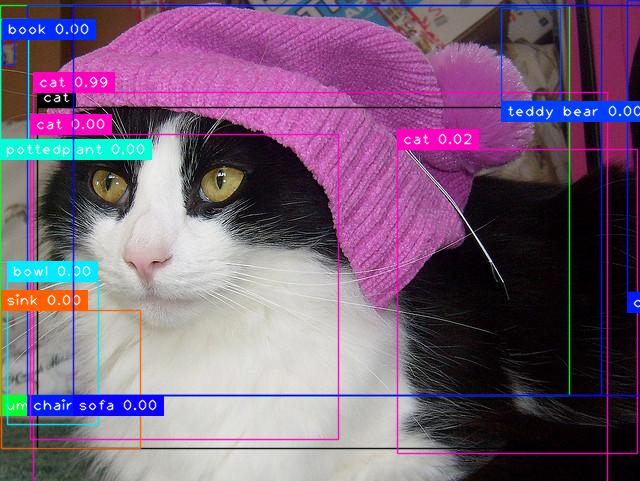 book 0.00
cat 0.99
cat
teddy bear 0.00
cat 0.00
cat 0.02
pottedplant 0.00
bowl 0.00
sink 0.00
um
chair sofa 0.00